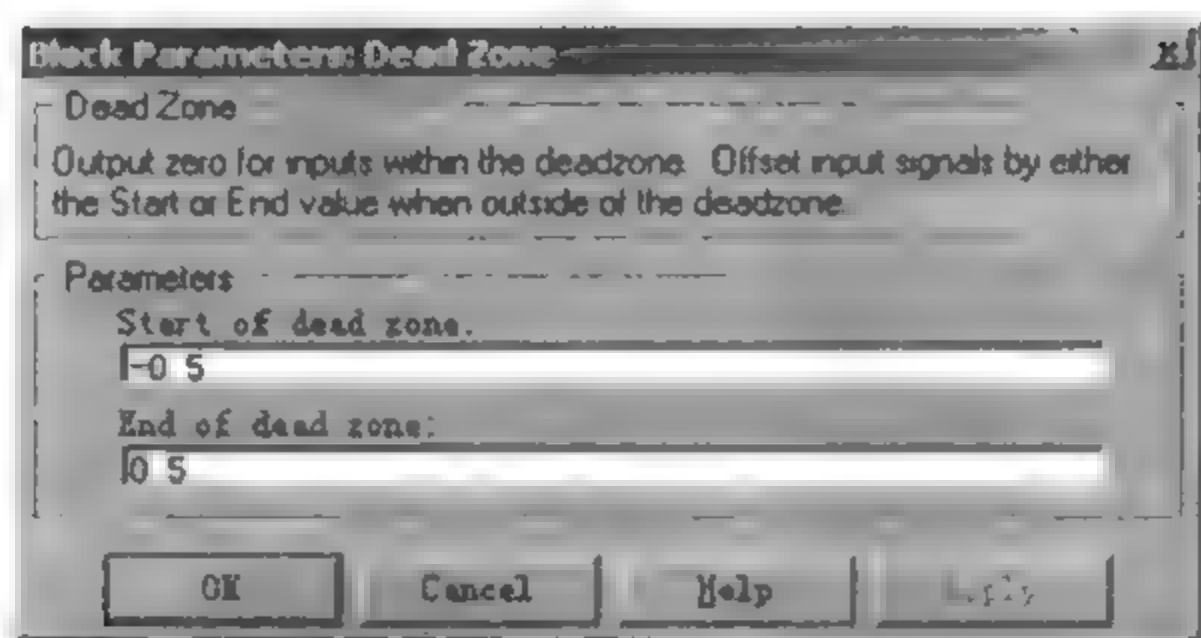 Block Parameters: Dead Zone
Dead Zone
Output zero for inputs within the deadzone. Offset input signals by either
the Start or End value when outside of the deadzone.
Parameters
Start of dead zone.
-0 5
End of dead zone:
0 5
OK
Cancel
Help
Apply